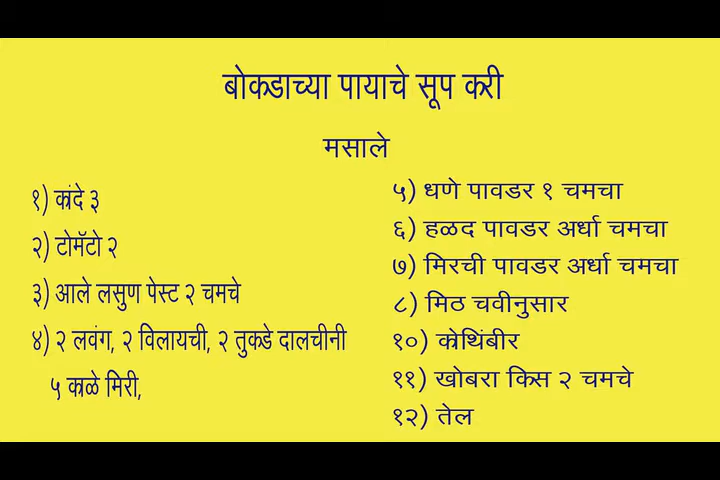 बोकडाच्या पायाचे सूप करी
मसाले
१) कांदे ३
२) टोमॅटो २
३) आले लसुण पेस्ट २ चमचे
४) २ लवंग, २ विलायची, २ तुकडे दालचीनी
५ काळे मिरी,
५) धणे पावडर १ चमचा
६) हळद पावडर अर्धा चमचा
७) मिरची पावडर अर्धा चमचा
८) मिठ चवीनुसार
१०) कोथिंबीर
११) खोबरा किस २ चमचे
१२) तेल